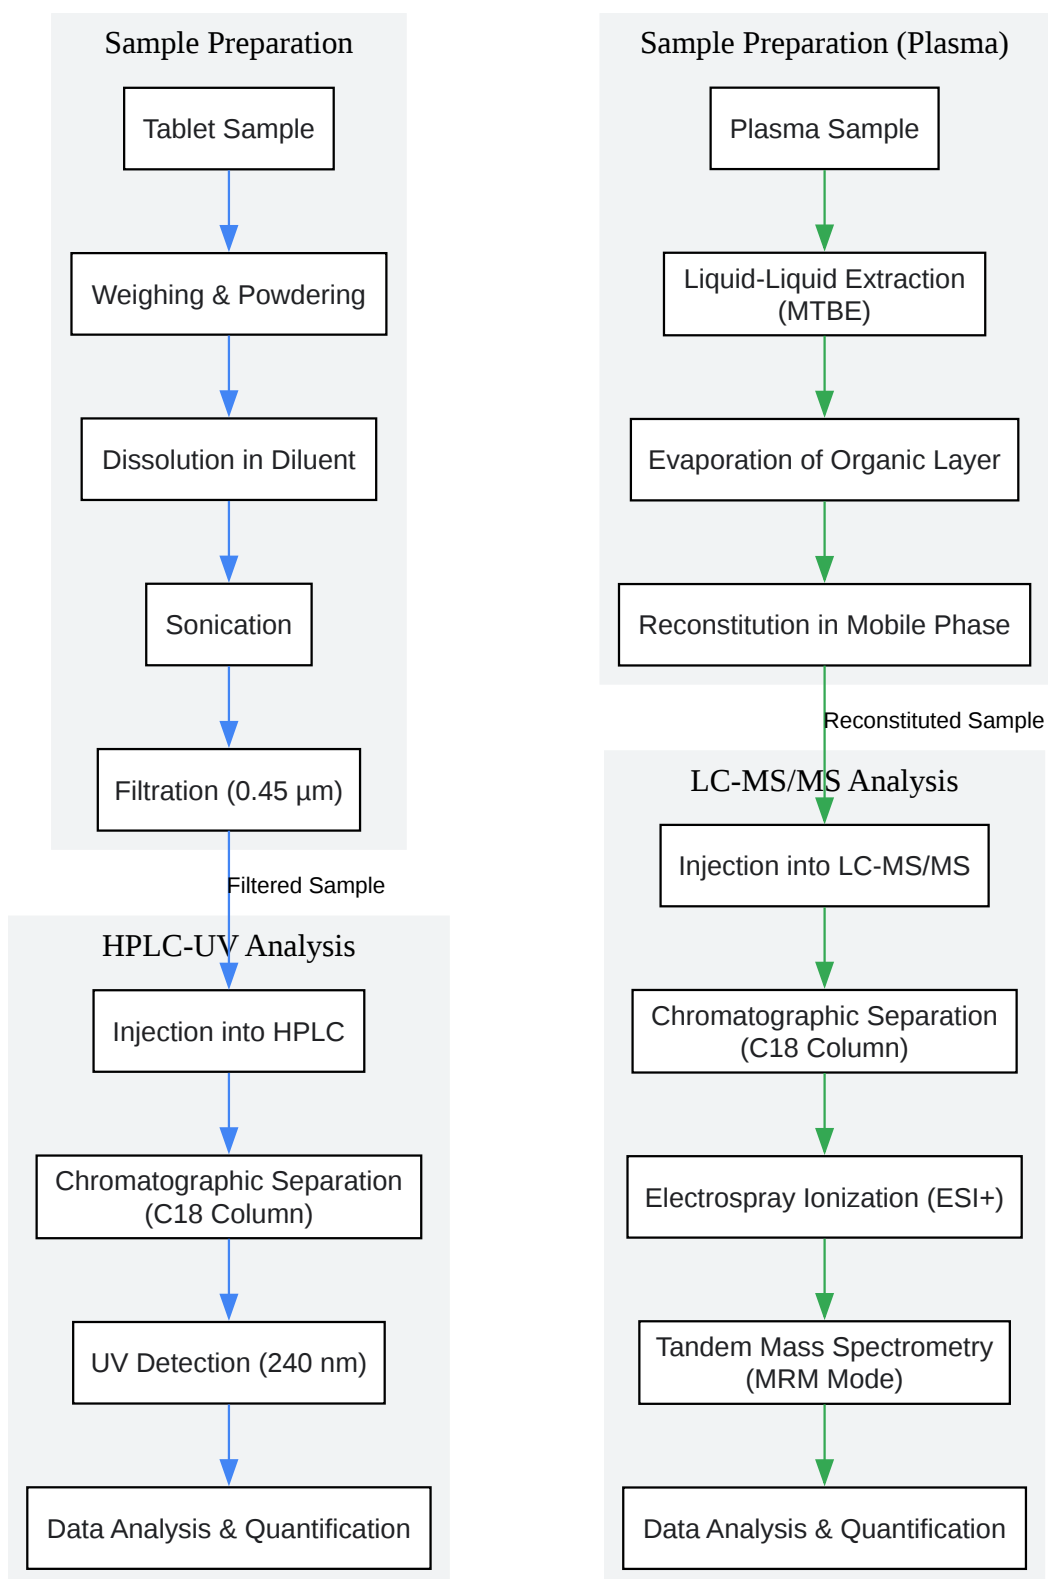 Sample Preparation
Tablet Sample
Weighing & Powdering
Dissolution in Diluent
Sonication
Filtration (0.45 µm)
Filtered Sample
HPLC-UV Analysis
Injection into HPLC
Chromatographic Separation
(C18 Column)
UV Detection (240 nm)
Data Analysis & Quantification
Sample Preparation (Plasma)
Plasma Sample
Liquid-Liquid Extraction
(MTBE)
Evaporation of Organic Layer
Reconstitution in Mobile Phase
Reconstituted Sample
LC-MS/MS Analysis
Injection into LC-MS/MS
Chromatographic Separation
(C18 Column)
Electrospray Ionization (ESI+)
Tandem Mass Spectrometry
(MRM Mode)
Data Analysis & Quantification